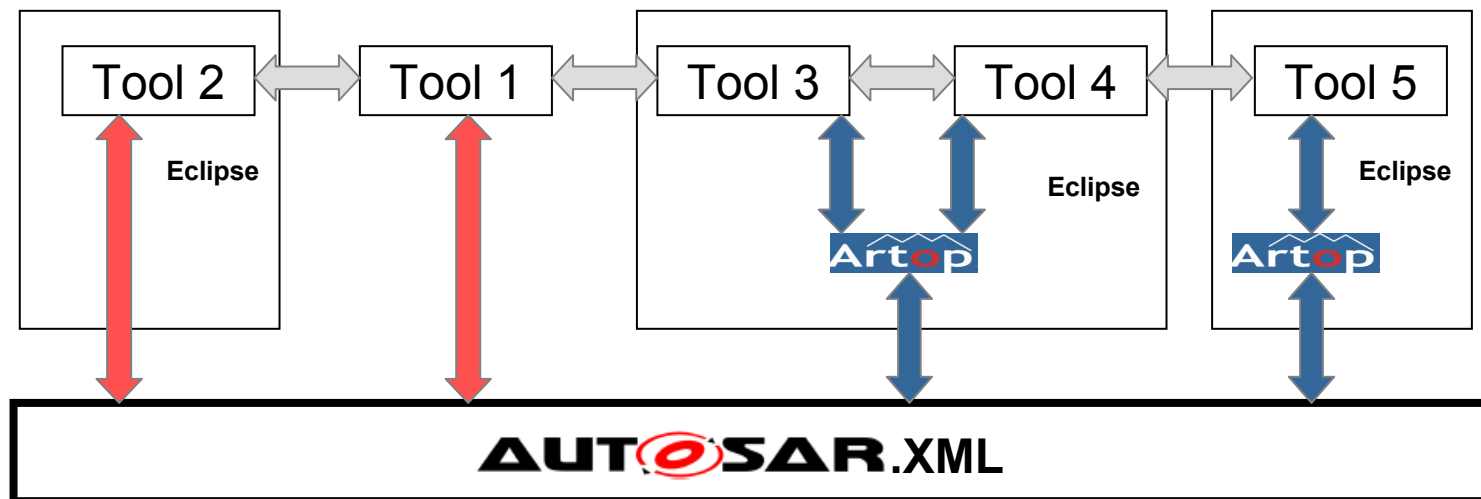 Tool 2
Tool 1
Tool 3
Tool 4
Tool 5
Eclipse
Eclipse
Eclipse
Artop
Artop
AUTOSAR.XML